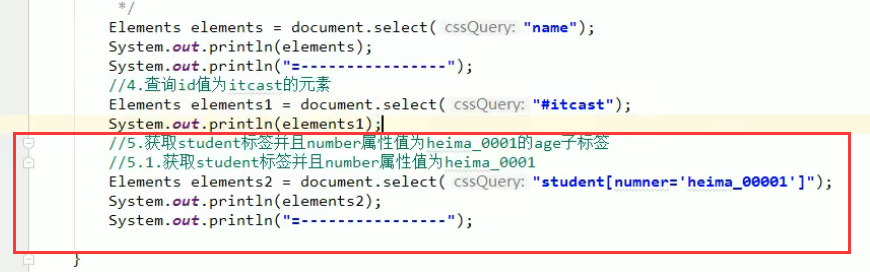 */
Elements elements = document.select( cssQuery: "name");
System.out.println(elements);
System.out.println("=----------------");
//4.查询id值为itcast的元素
Elements elements1 = document.select( cssQuery: "#itcast");
System.out.println(elements1);
//5.获取student标签并且number属性值为heima_0001的age子标签
//5.1.获取student标签并且number属性值为heima_0001
Elements elements2 = document.select( cssQuery: "student[numner='heima_00001']");
System.out.println(elements2);
System.out.println("=----------------");
}